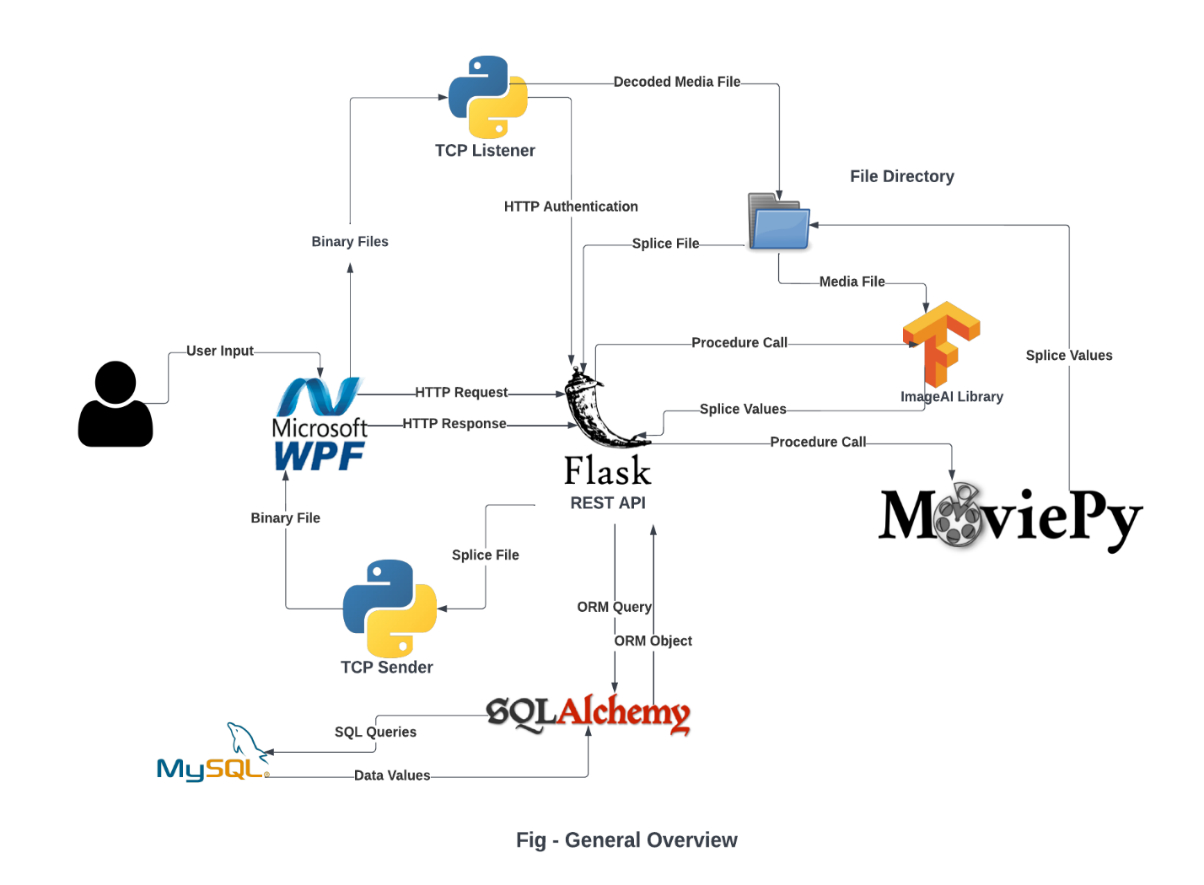 Decoded Media File
TCP Listener
File Directory
HTTP Authentication
Binary Files
Splice File
Media File
User Input
Procedure Call
Splice Values
ImageAI Library
HTTP Request
Splice Values
Microsoft
WPF
HTTP Response
Procedure Call
Flask
REST API
MoviePy
Binary File
Splice File
ORM Query
ORM Object
TCP Sender
SQLAlchemy
SQL Queries
MySQL®
Data Values
Fig - General Overview